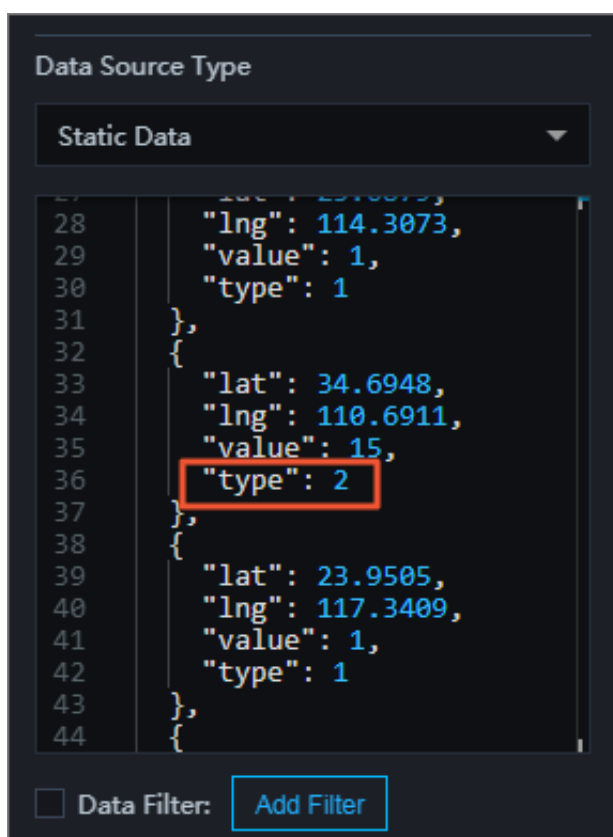 Data Source Type
Static Data
28 "lng": 114.3073,
29 "value": 1,
30 "type": 1
31 },
32 {
33 "lat": 34.6948,
34 "lng": 110.6911,
35 "value": 15,
36 "type": 2
37 },
38 {
39 "lat": 23.9505,
40 "lng": 117.3409,
41 "value": 1,
42 "type": 1
43 },
44 {
Data Filter: Add Filter